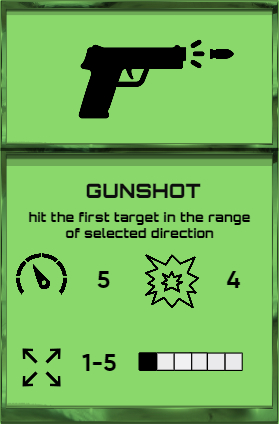 GUNSHOT
hit the first target in the range
of selected direction
5 4
1-5